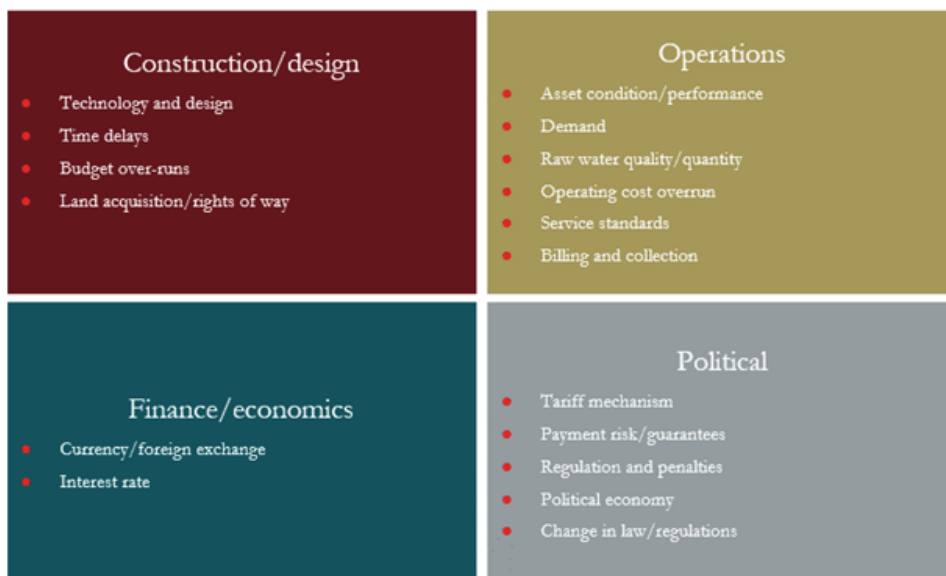 Construction/design
Technology and design
Time delays
Budget over-runs
Land acquisition/rights of way
Operations
Asset condition/performance
Demand
Raw water quality/quantity
Operating cost overrun
Service standards
Billing and collection
Finance/economics
Currency/foreign exchange
Interest rate
Political
Tariff mechanism
Payment risk/guarantees
Regulation and penalties
Political economy
Change in law/regulations